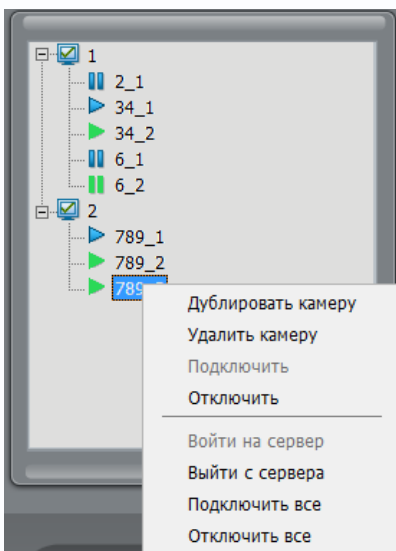 1
2_1
34_1
34_2
6_1
6_2
2
789_1
789_2
Дублировать камеру
Удалить камеру
Подключить
Отключить
Войти на сервер
Выйти с сервера
Подключить все
Отключить все